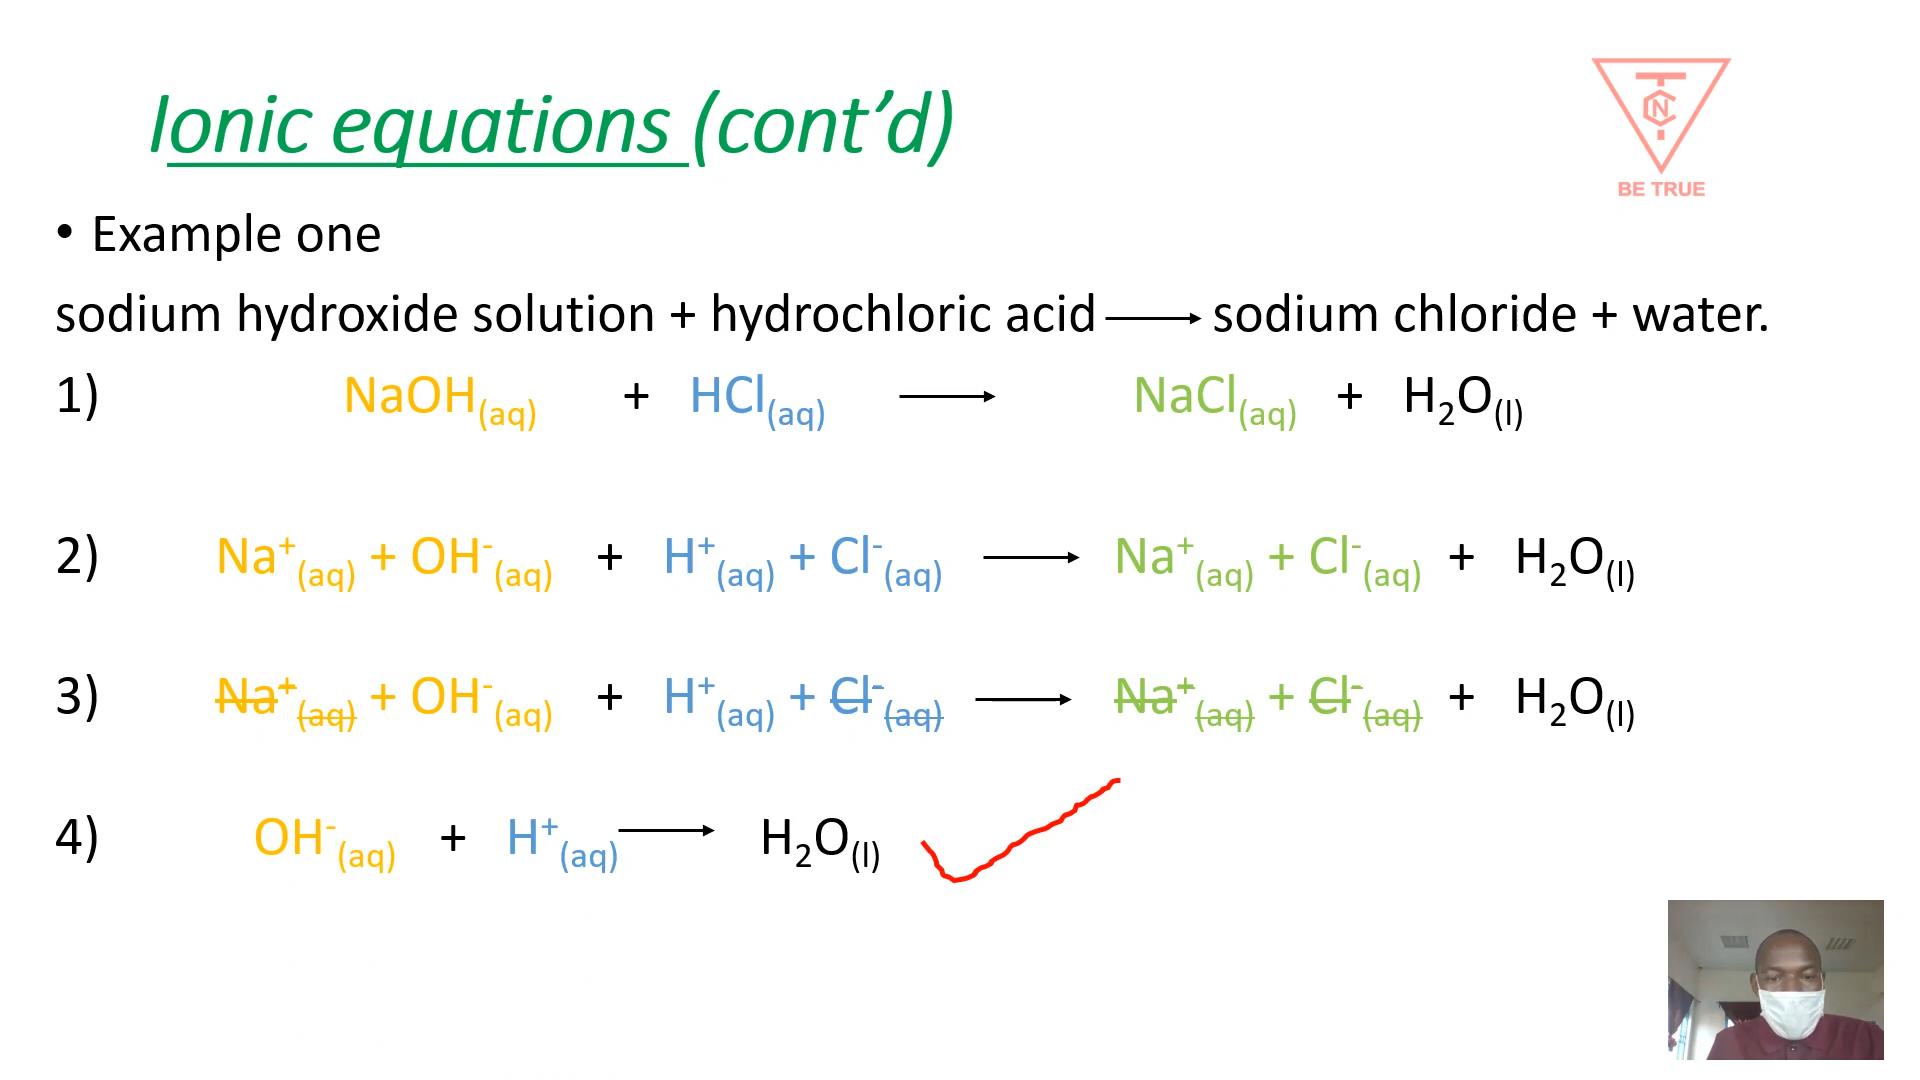 Ionic equations (cont’d)
BE TRUE
• Example one
sodium hydroxide solution + hydrochloric acid ⟶ sodium chloride + water.
1) NaOH(aq) + HCl(aq) ⟶ NaCl(aq) + H₂O(l)
2) Na⁺(aq) + OH⁻(aq) + H⁺(aq) + Cl⁻(aq) ⟶ Na⁺(aq) + Cl⁻(aq) + H₂O(l)
3) Na⁺(aq) + OH⁻(aq) + H⁺(aq) + Cl⁻(aq) ⟶ Na⁺(aq) + Cl⁻(aq) + H₂O(l)
4) OH⁻(aq) + H⁺(aq) ⟶ H₂O(l)